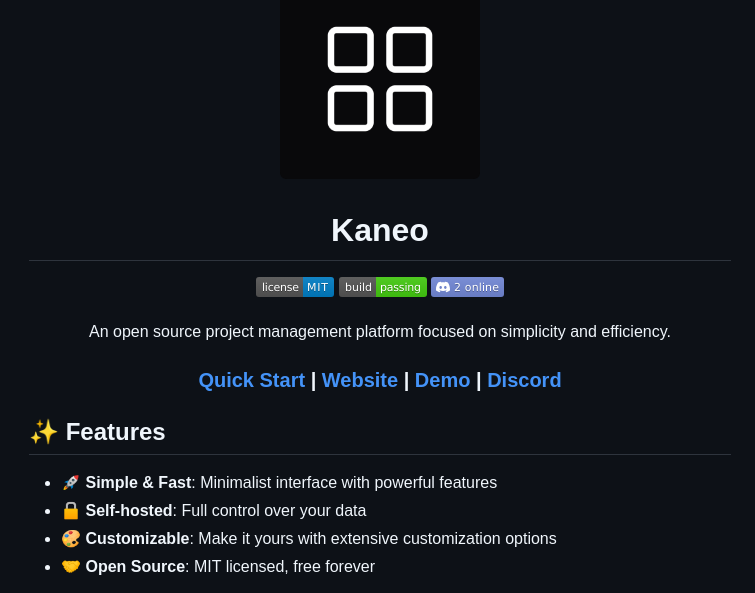 Kaneo
license MIT build passing 2 online
An open source project management platform focused on simplicity and efficiency.
Quick Start | Website | Demo | Discord
✨ Features
• 🚀 Simple & Fast: Minimalist interface with powerful features
• 🔒 Self-hosted: Full control over your data
• 🎨 Customizable: Make it yours with extensive customization options
• 🤝 Open Source: MIT licensed, free forever